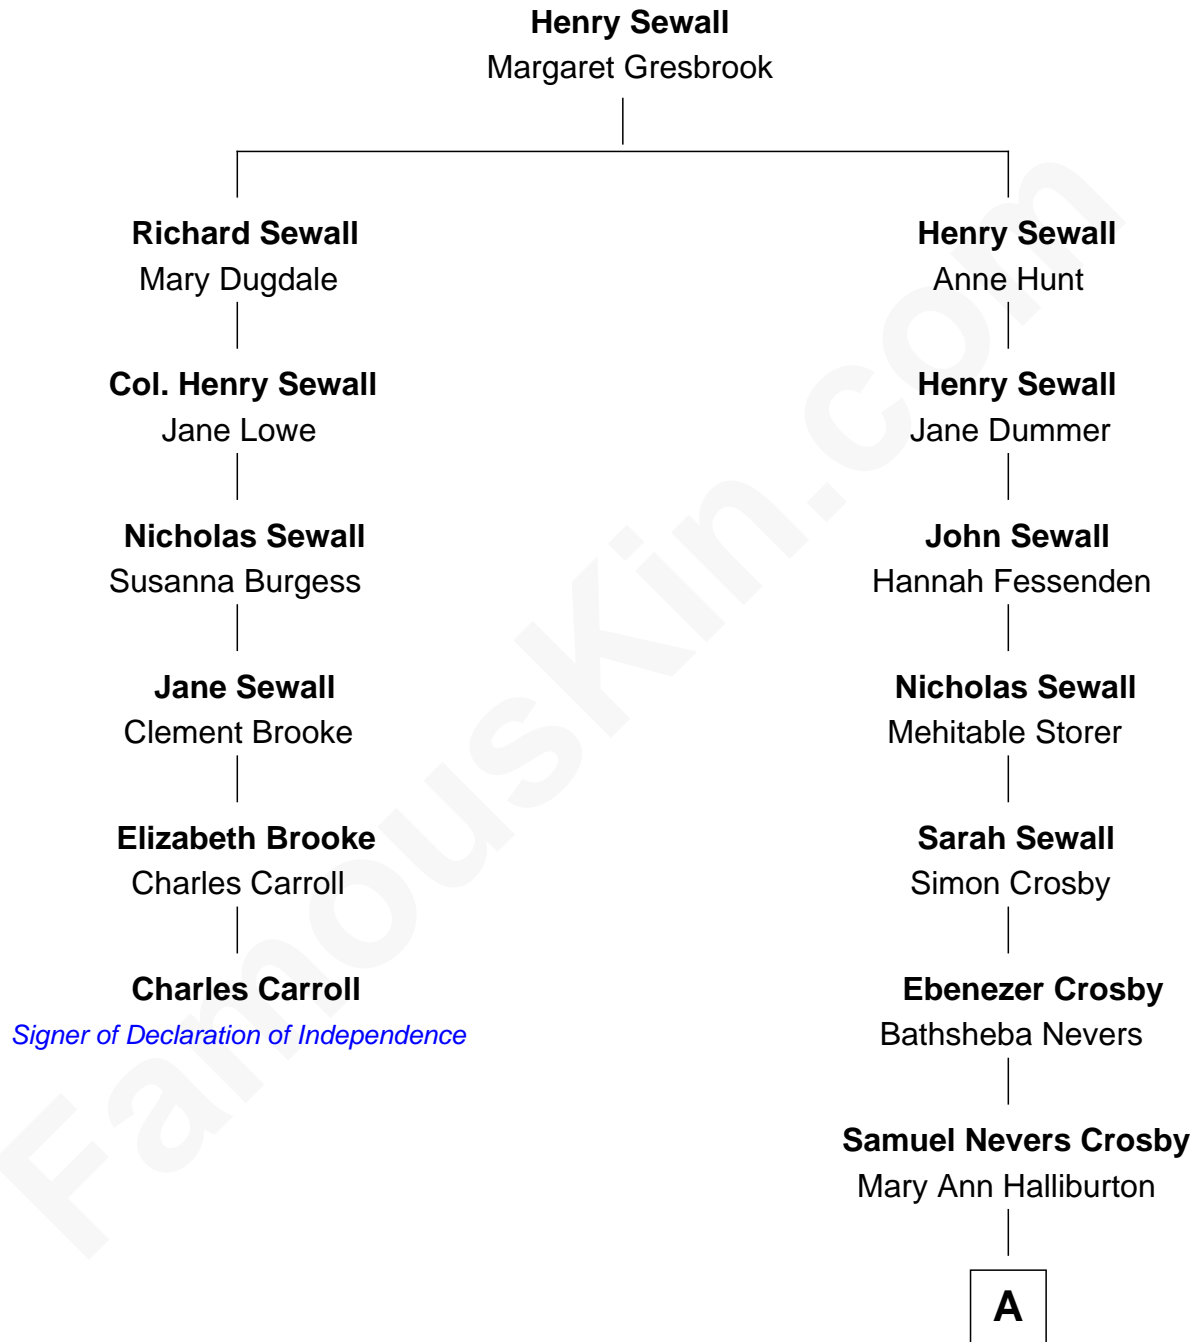 Henry Sewall
Margaret Gresbrook
Richard Sewall
Mary Dugdale
Col. Henry Sewall
Jane Lowe
Nicholas Sewall
Susanna Burgess
Jane Sewall
Clement Brooke
Elizabeth Brooke
Charles Carroll
Charles Carroll
Signer of Declaration of Independence
Henry Sewall
Anne Hunt
Henry Sewall
Jane Dummer
John Sewall
Hannah Fessenden
Nicholas Sewall
Mehitable Storer
Sarah Sewall
Simon Crosby
Ebenezer Crosby
Bathsheba Nevers
Samuel Nevers Crosby
Mary Ann Halliburton
A
FamousKin.com